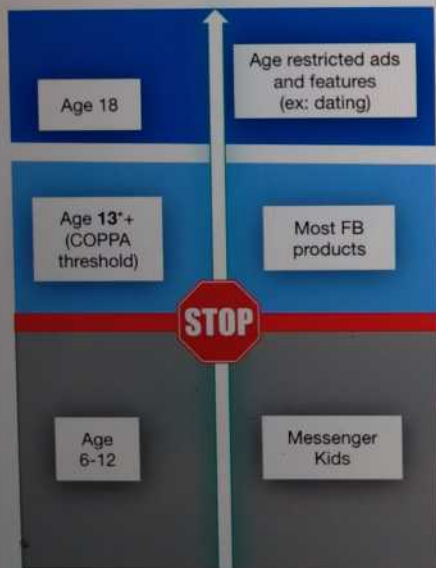 Age 18
Age restricted ads
and features
(ex: dating)
Age 13*+
(COPPA
threshold)
Most FB
products
STOP
Age
6-12
Messenger
Kids